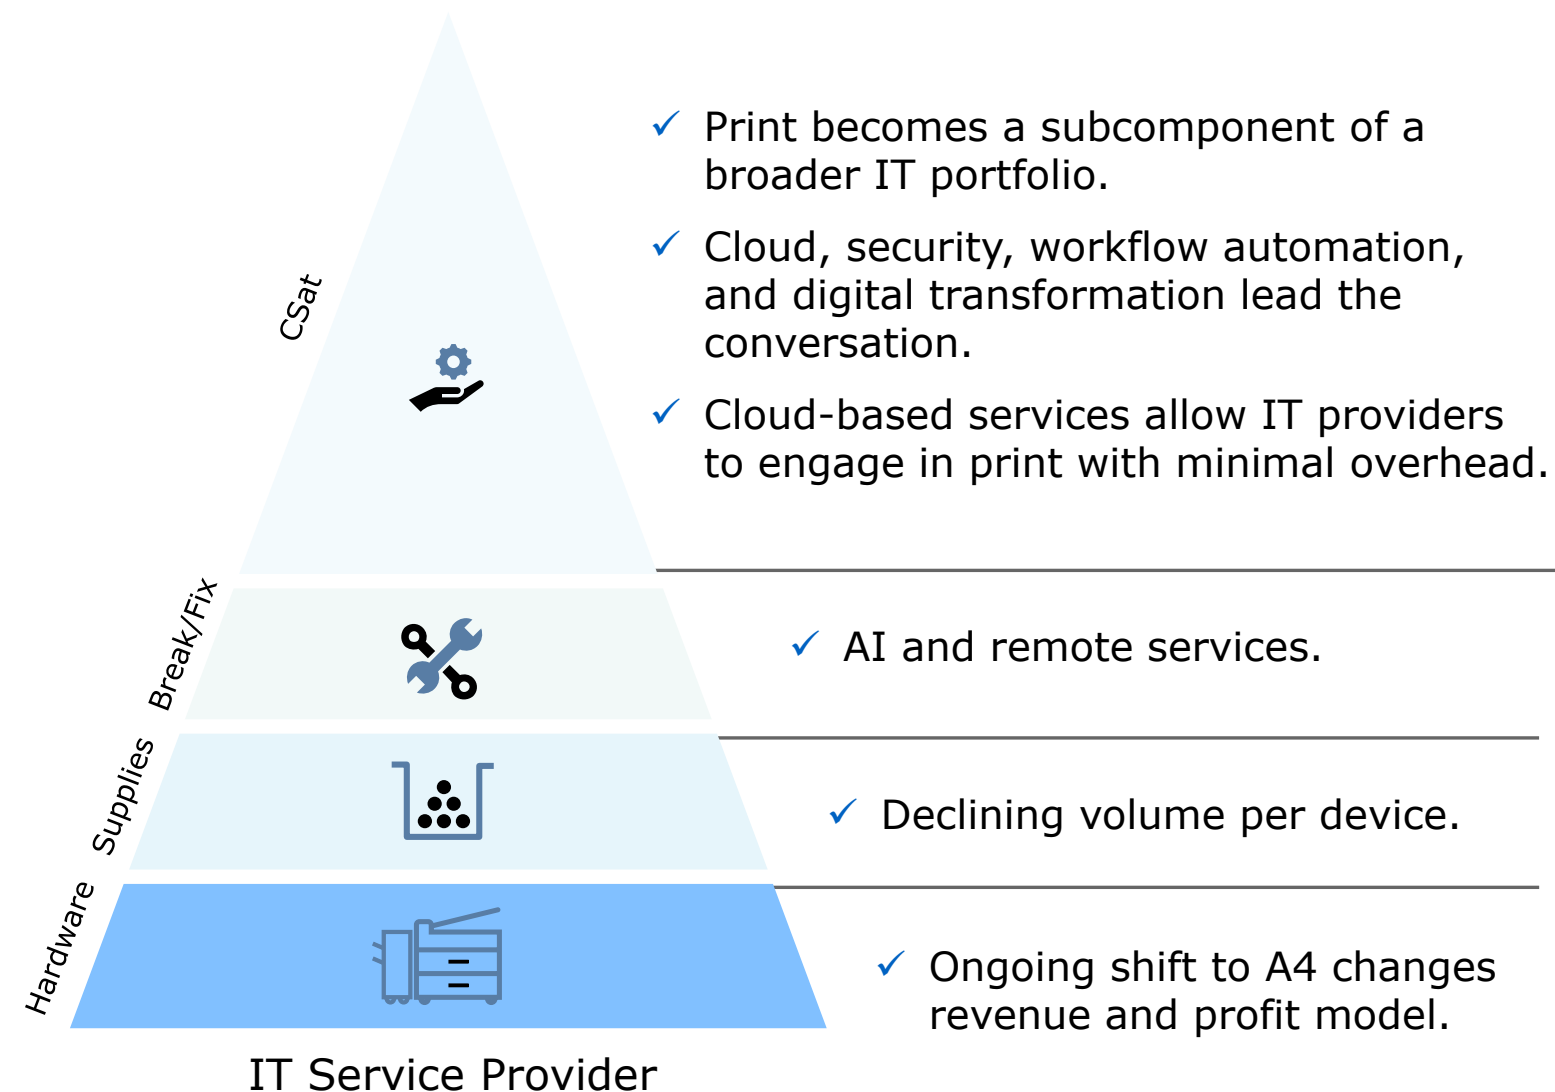 Print becomes a subcomponent of a
broader IT portfolio.
Cloud, security, workflow automation,
and digital transformation lead the
conversation.
Cloud-based services allow IT providers
to engage in print with minimal overhead.
CSat
Break/Fix
AI and remote services.
Supplies
Declining volume per device.
Hardware
Ongoing shift to A4 changes
revenue and profit model.
IT Service Provider